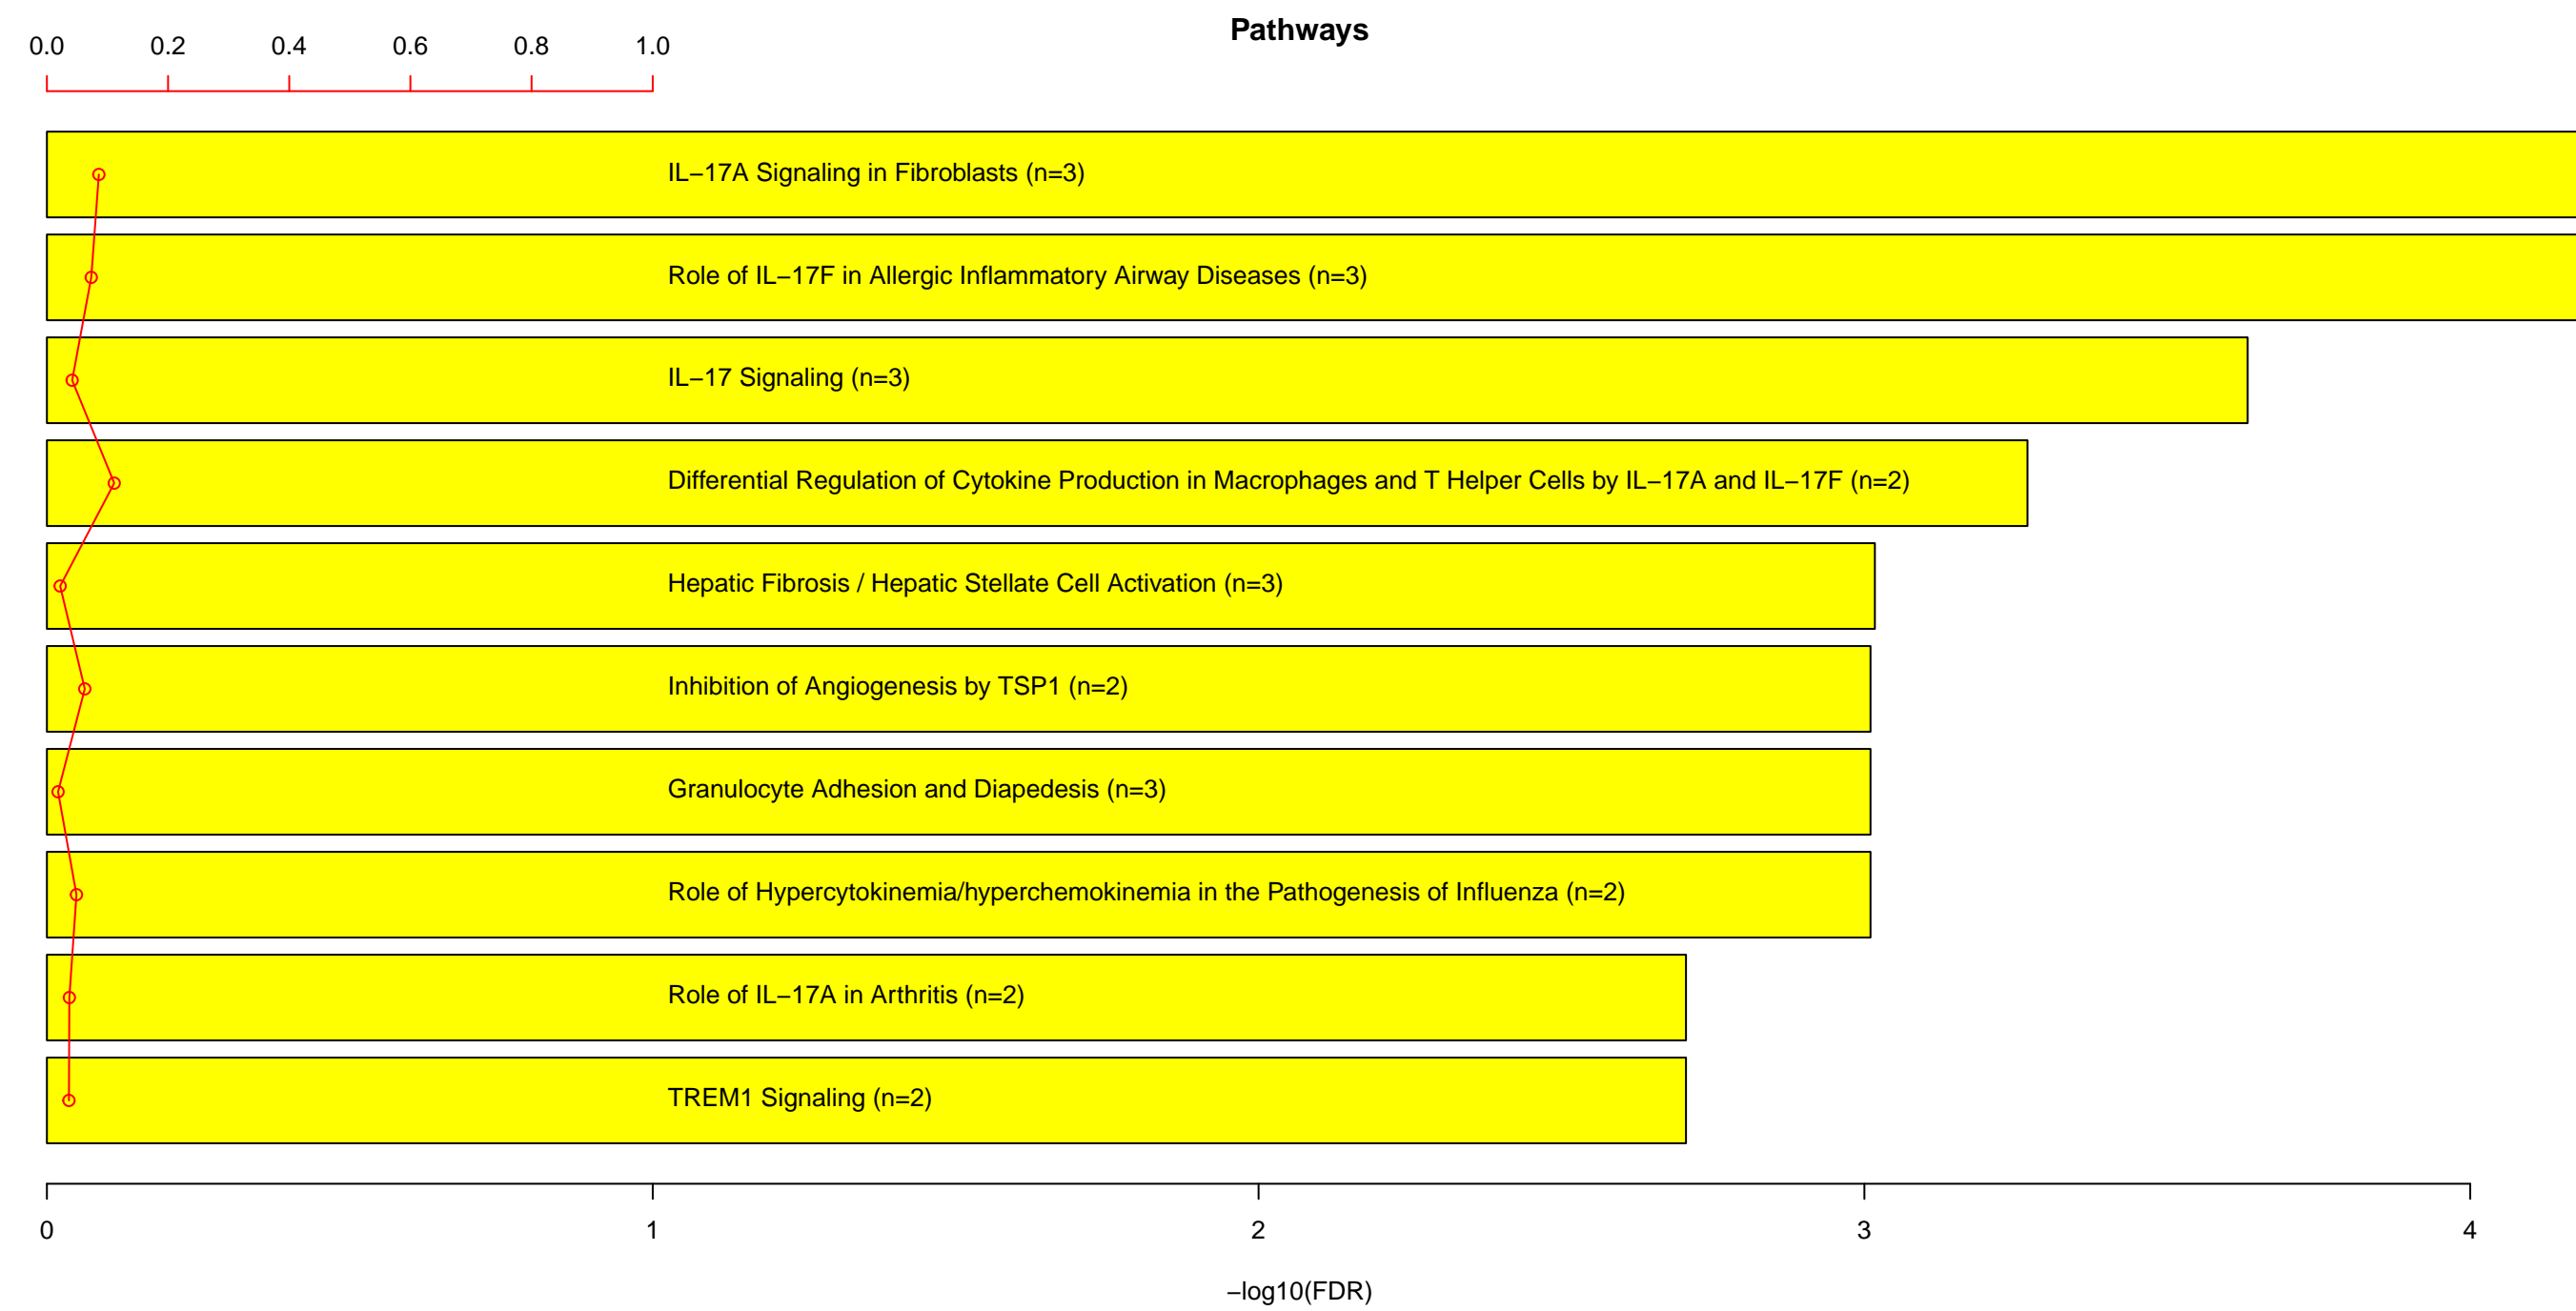 Pathways
0.0 0.2 0.4 0.6 0.8 1.0
IL−17A Signaling in Fibroblasts (n=3)
Role of IL−17F in Allergic Inflammatory Airway Diseases (n=3)
IL−17 Signaling (n=3)
Differential Regulation of Cytokine Production in Macrophages and T Helper Cells by IL−17A and IL−17F (n=2)
Hepatic Fibrosis / Hepatic Stellate Cell Activation (n=3)
Inhibition of Angiogenesis by TSP1 (n=2)
Granulocyte Adhesion and Diapedesis (n=3)
Role of Hypercytokinemia/hyperchemokinemia in the Pathogenesis of Influenza (n=2)
Role of IL−17A in Arthritis (n=2)
TREM1 Signaling (n=2)
0 1 2 3 4
−log10(FDR)